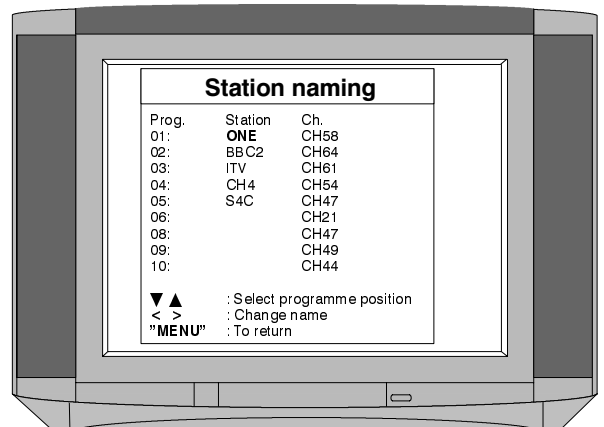 Station naming
Prog. Station Ch.
01: ONE CH58
02: BBC2 CH64
03: ITV CH61
04: CH4 CH54
05: S4C CH47
06: CH21
08: CH47
09: CH49
10: CH44
▼ ▲ : Select programme position
< > : Change name
”MENU” : To return